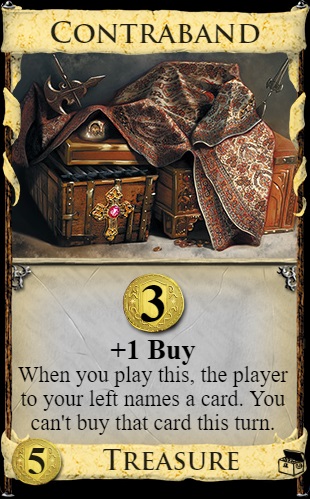 CONTRABAND
3
+1 Buy
When you play this, the player
to your left names a card. You
can't buy that card this turn.
5 TREASURE